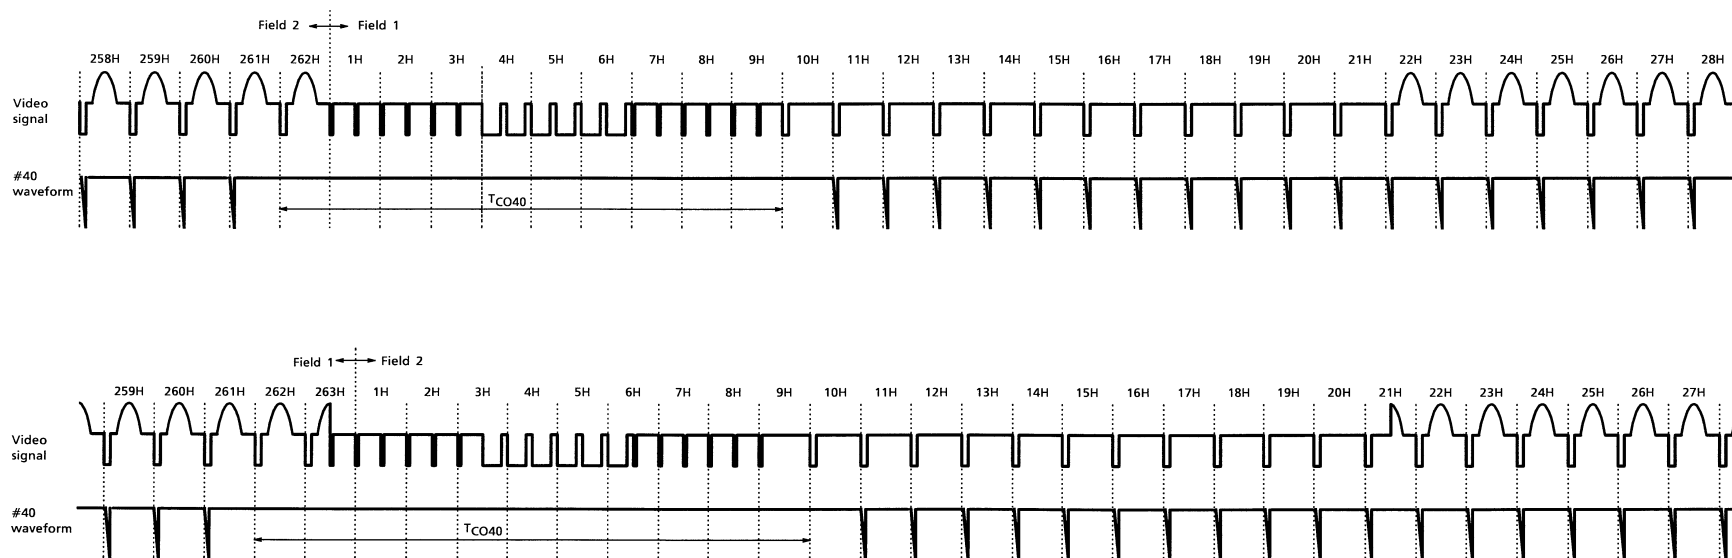 Field 2 Field 1
258H 259H 260H 261H 262H 1H 2H 3H 4H 5H 6H 7H 8H 9H 10H 11H 12H 13H 14H 15H 16H 17H 18H 19H 20H 21H 22H 23H 24H 25H 26H 27H 28H
Video
signal
#40
waveform
TCO40
Field 1 Field 2
259H 260H 261H 262H 263H 1H 2H 3H 4H 5H 6H 7H 8H 9H 10H 11H 12H 13H 14H 15H 16H 17H 18H 19H 20H 21H 22H 23H 24H 25H 26H 27H
Video
signal
#40
waveform
TCO40